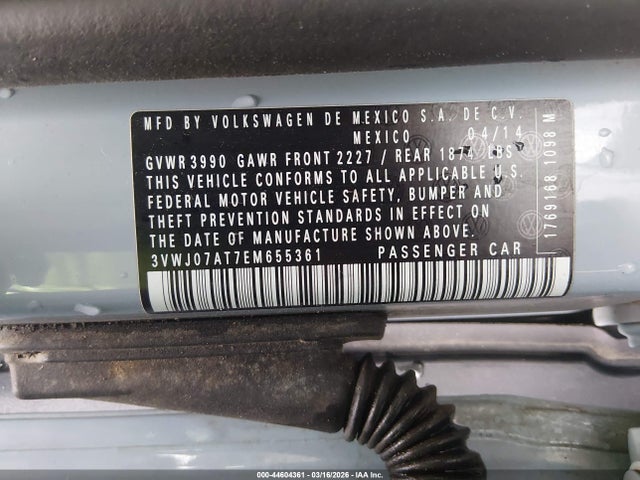 MFD BY VOLKSWAGEN DE MEXICO S.A. DE C.V.
MEXICO 04/14
GVWR 3990 GAWR FRONT 2227 / REAR 1874 LBS
THIS VEHICLE CONFORMS TO ALL APPLICABLE U.S.
FEDERAL MOTOR VEHICLE SAFETY, BUMPER AND
THEFT PREVENTION STANDARDS IN EFFECT ON
THE DATE OF MANUFACTURE SHOWN ABOVE.
3VWJ07AT7EM655361 PASSENGER CAR
1769168 1098 M
000-44604361 - 03/16/2026 - IAA Inc.